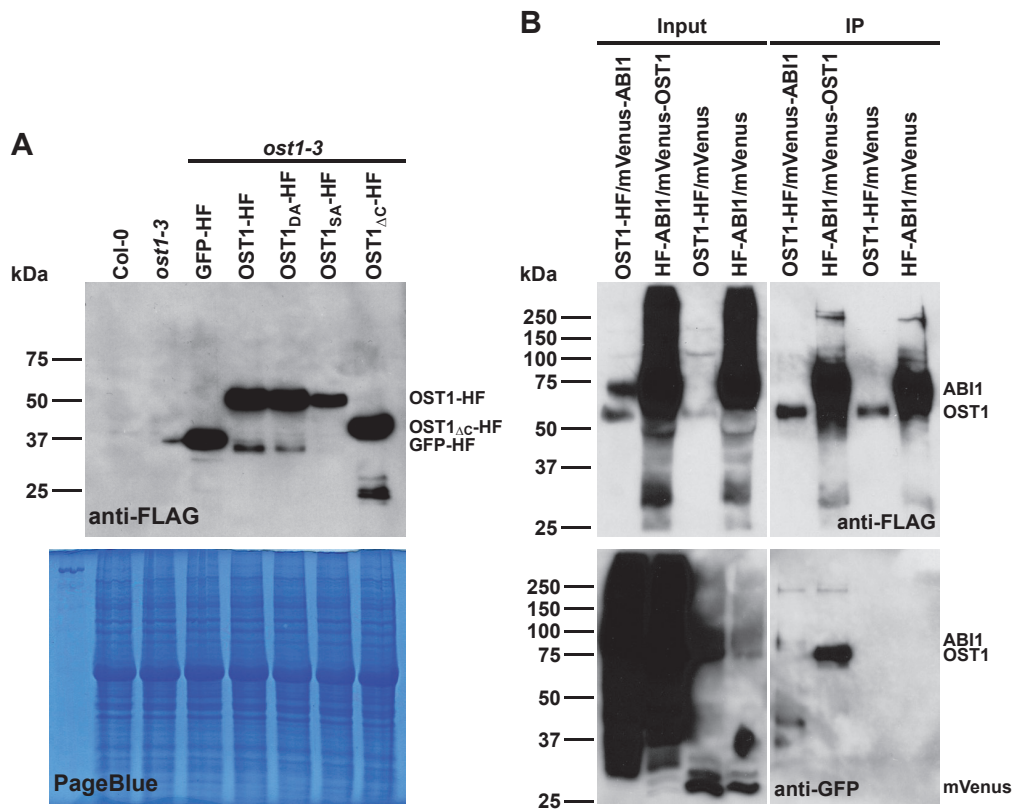 A
ost1-3
Col-0
ost1-3
GFP-HF
OST1-HF
OST1DA-HF
OST1SA-HF
OST1ΔC-HF
kDa
75
50
37
25
OST1-HF
OST1ΔC-HF
GFP-HF
anti-FLAG
PageBlue
B
Input
IP
OST1-HF/mVenus-ABI1
HF-ABI1/mVenus-OST1
OST1-HF/mVenus
HF-ABI1/mVenus
OST1-HF/mVenus-ABI1
HF-ABI1/mVenus-OST1
OST1-HF/mVenus
HF-ABI1/mVenus
kDa
250
150
100
75
50
37
25
ABI1
OST1
anti-FLAG
250
150
100
75
50
37
25
ABI1
OST1
mVenus
anti-GFP